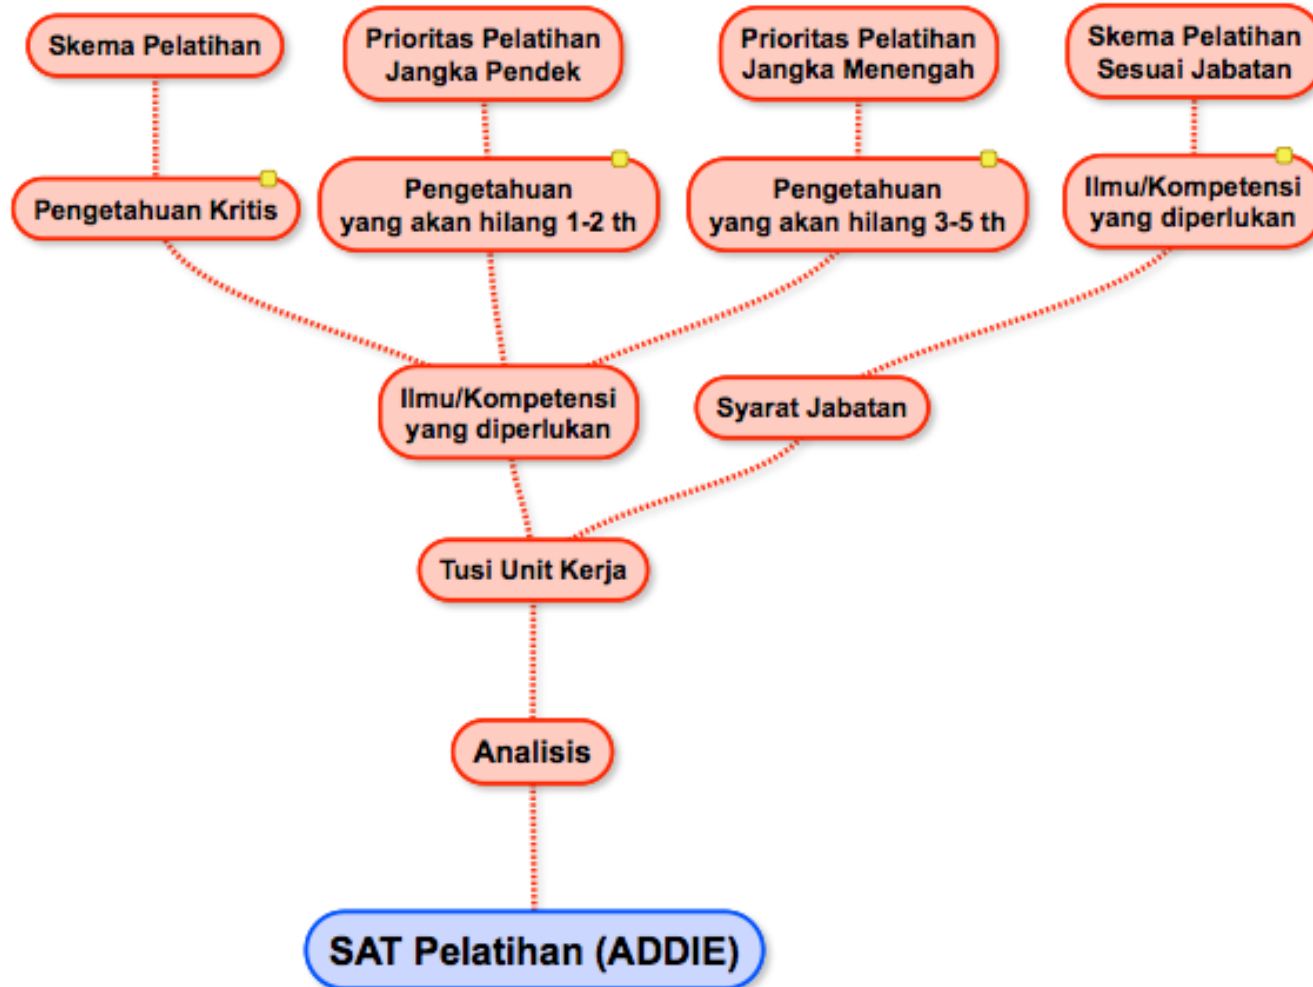 Skema Pelatihan
Prioritas Pelatihan
Jangka Pendek
Prioritas Pelatihan
Jangka Menengah
Skema Pelatihan
Sesuai Jabatan
Pengetahuan Kritis
Pengetahuan
yang akan hilang 1-2 th
Pengetahuan
yang akan hilang 3-5 th
Ilmu/Kompetensi
yang diperlukan
Ilmu/Kompetensi
yang diperlukan
Syarat Jabatan
Tusi Unit Kerja
Analisis
SAT Pelatihan (ADDIE)